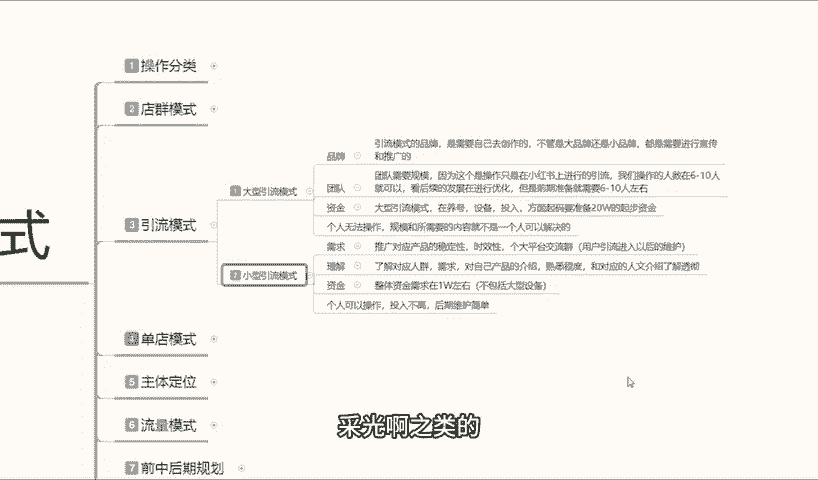 1 操作分类
2 店群模式
式
3 引流模式
1 大型引流模式
品牌
引流模式的品牌，是需要自己去创作的，不管是大品牌还是小品牌，都是需要进行宣传
和推广的
团队
团队需要规模，因为这个是操作只是在小红书上进行的引流，我们操作的人数在6-10人
就可以，看后续的发展在进行优化，但是前期准备就需要6-10人左右
资金
大型引流模式，在养号，设备，投入，方面起码要准备20W的起步资金
个人无法操作，规模和所需要的内容就不是一个人可以解决的
2 小型引流模式
需求
推广对应产品的稳定性，时效性，个大平台交流群（用户引流进入以后的维护）
理解
了解对应人群，需求，对自己产品的介绍，熟悉程度，和对应的人文介绍了解透彻
资金
整体资金需求在1W左右（不包括大型设备）
个人可以操作，投入不高，后期维护简单
4 单店模式
5 主体定位
6 流量模式
7 前中后期规划
采光啊之类的